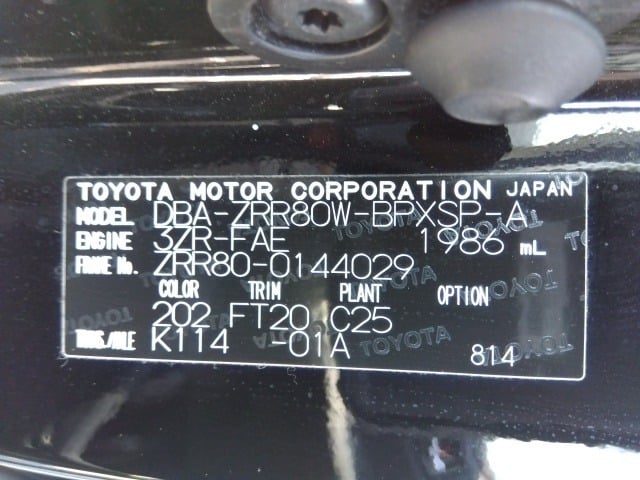 TOYOTA MOTOR CORPORATION JAPAN
MODEL DBA-ZRR80W-BPXSP-A
ENGINE 3ZR-FAE 1986 mL
FRAME No. ZRR80-0144029
COLOR TRIM PLANT OPTION
202 FT20 C25
TRNS./AXLE K114 -01A 814